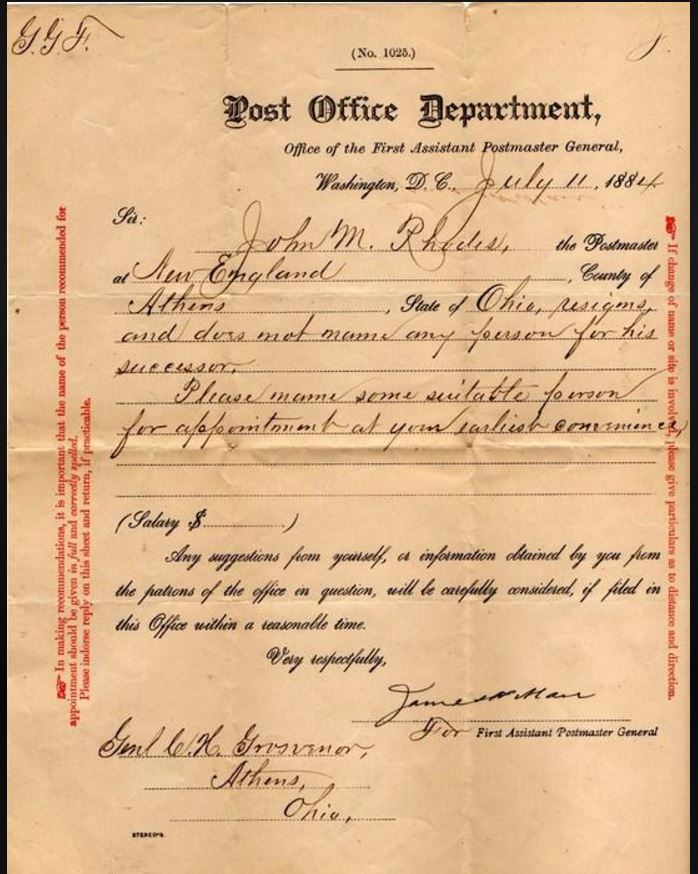 G.G.F.
(No. 1025.)
Post Office Department,
Office of the First Assistant Postmaster General,
Washington, D.C., July 11, 1884
Sir:
John M. Rhodes, the Postmaster
at New England, County of
Athens, State of Ohio, resigns,
and does not name any person for his
successor.
Please name some suitable person
for appointment at your earliest convenience,
(Salary $ )
Any suggestions from yourself, or information obtained by you from
the patrons of the office in question, will be carefully considered, if filed in
this Office within a reasonable time.
Very respectfully,
James H. Marr
For First Assistant Postmaster General
Genl C. H. Grosvenor,
Athens,
Ohio,
STEREO'S.
In making recommendations, it is important that the name of the person recommended for
appointment should be given in full and correctly spelled.
Please indorse reply on this sheet and return, if practicable.
If change of name or site is involved, please give particulars as to distance and direction.